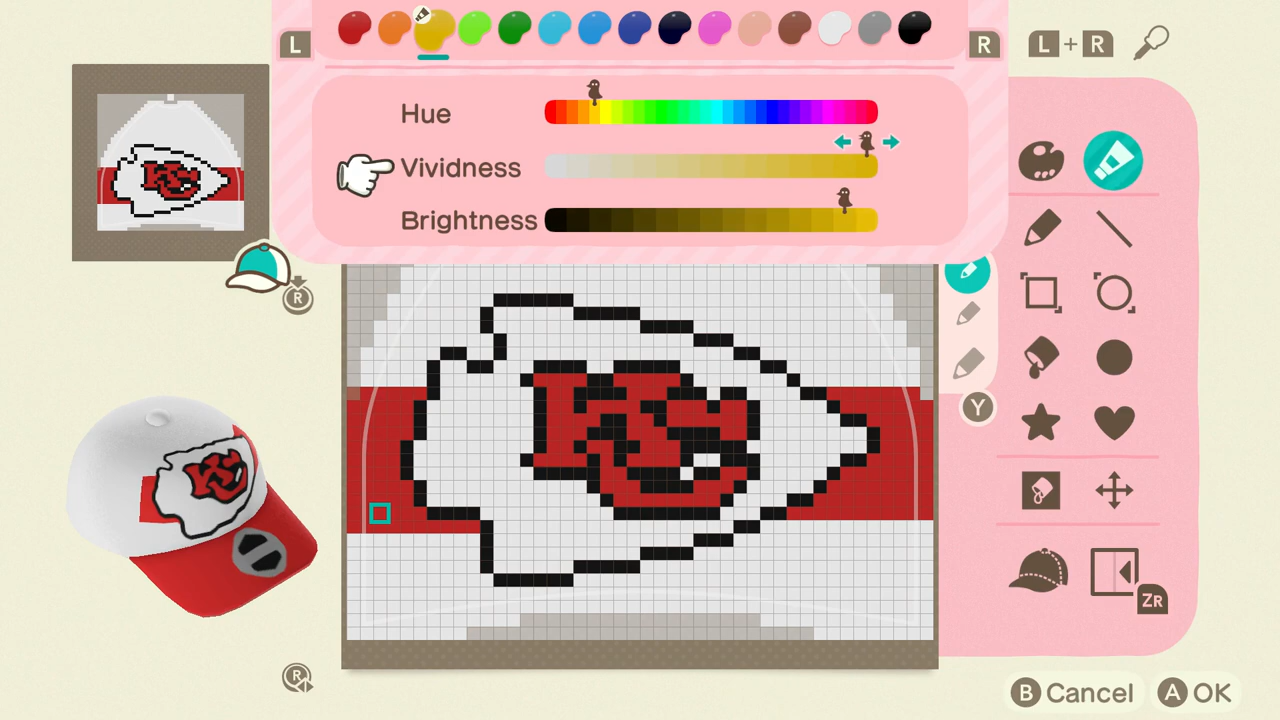 L
R
L + R
Hue
Vividness
Brightness
R
KC
Y
ZR
R
B Cancel A OK